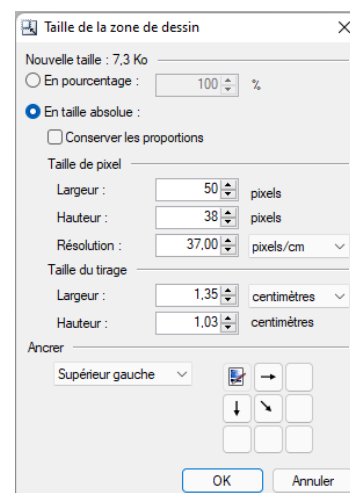 Taille de la zone de dessin
Nouvelle taille : 7,3 Ko
En pourcentage : 100 %
En taille absolue :
Conserver les proportions
Taille de pixel
Largeur : 50 pixels
Hauteur : 38 pixels
Résolution : 37,00 pixels/cm
Taille du tirage
Largeur : 1,35 centimètres
Hauteur : 1,03 centimètres
Ancrer
Supérieur gauche
OK Annuler